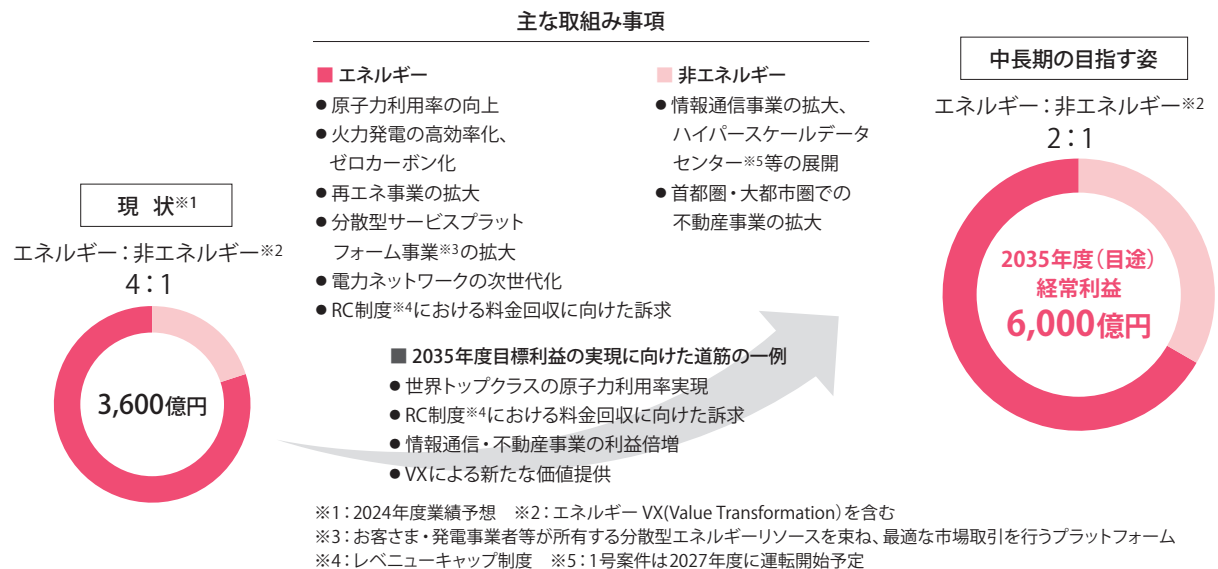 主な取組み事項
■ エネルギー
● 原子力利用率の向上
● 火力発電の高効率化、
ゼロカーボン化
● 再エネ事業の拡大
● 分散型サービスプラット
フォーム事業※3の拡大
● 電力ネットワークの次世代化
● RC制度※4における料金回収に向けた訴求
■ 非エネルギー
● 情報通信事業の拡大、
ハイパースケールデータ
センター※5等の展開
● 首都圏・大都市圏での
不動産事業の拡大
現 状※1
エネルギー：非エネルギー※2
4：1
3,600億円
■ 2035年度目標利益の実現に向けた道筋の一例
● 世界トップクラスの原子力利用率実現
● RC制度※4における料金回収に向けた訴求
● 情報通信・不動産事業の利益倍増
● VXによる新たな価値提供
中長期の目指す姿
エネルギー：非エネルギー※2
2：1
2035年度（目途）
経常利益
6,000億円
※1：2024年度業績予想 ※2：エネルギー VX(Value Transformation)を含む
※3：お客さま・発電事業者等が所有する分散型エネルギーリソースを束ね、最適な市場取引を行うプラットフォーム
※4：レベニューキャップ制度 ※5：1号案件は2027年度に運転開始予定